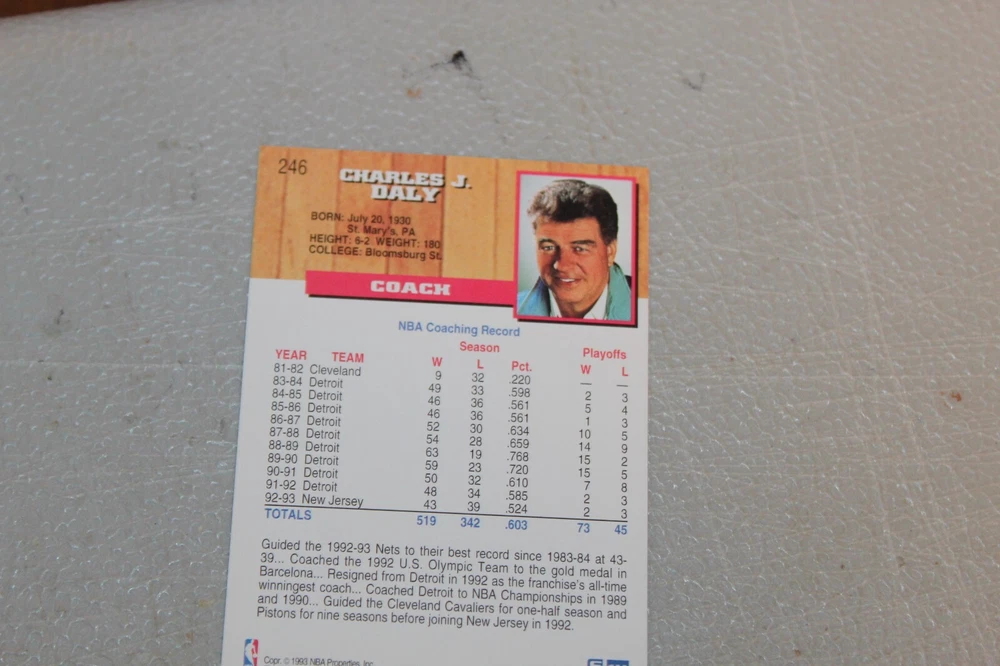 246
CHARLES J.
DALY
BORN: July 20, 1930
St. Mary's, PA
HEIGHT: 6-2 WEIGHT: 180
COLLEGE: Bloomsburg St.
COACH
NBA Coaching Record
Season Playoffs
YEAR TEAM W L Pct. W L
81-82 Cleveland 9 32 .220 — —
83-84 Detroit 49 33 .598 2 3
84-85 Detroit 46 36 .561 5 4
85-86 Detroit 46 36 .561 1 3
86-87 Detroit 52 30 .634 10 5
87-88 Detroit 54 28 .659 14 9
88-89 Detroit 63 19 .768 15 2
89-90 Detroit 59 23 .720 15 5
90-91 Detroit 50 32 .610 7 8
91-92 Detroit 48 34 .585 2 3
92-93 New Jersey 43 39 .524 2 3
TOTALS 519 342 .603 73 45
Guided the 1992-93 Nets to their best record since 1983-84 at 43-
39... Coached the 1992 U.S. Olympic Team to the gold medal in
Barcelona... Resigned from Detroit in 1992 as the franchise's all-time
winningest coach... Coached Detroit to NBA Championships in 1989
and 1990... Guided the Cleveland Cavaliers for one-half season and
Pistons for nine seasons before joining New Jersey in 1992.
Copr. © 1993 NBA Properties, Inc.